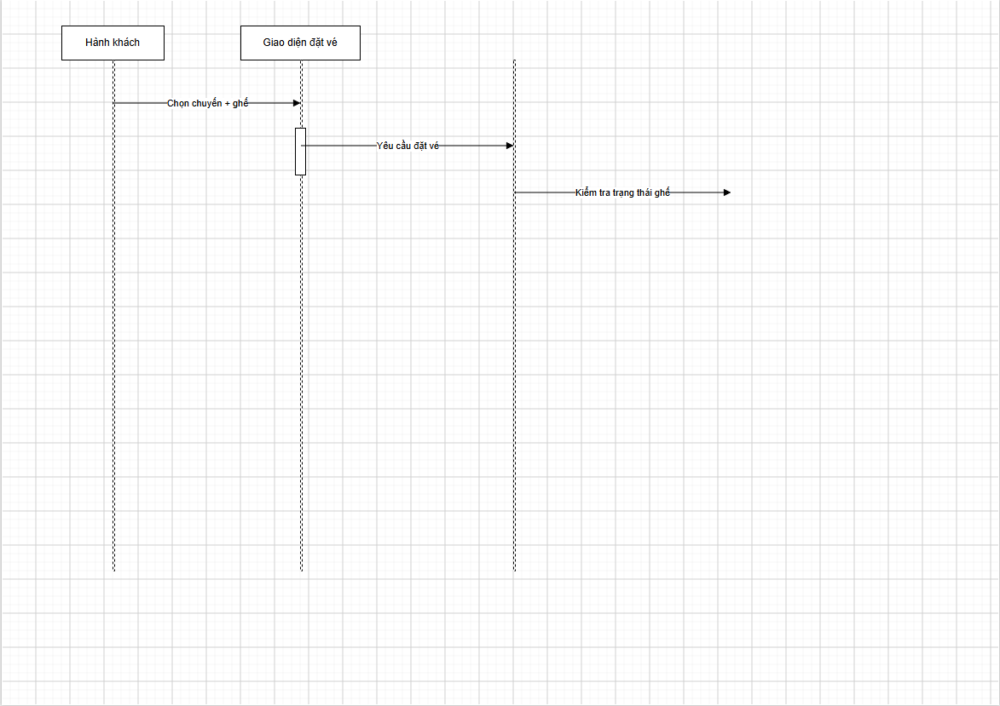 Hành khách
Giao diện đặt vé
Chọn chuyến + ghế
Yêu cầu đặt vé
Kiểm tra trạng thái ghế